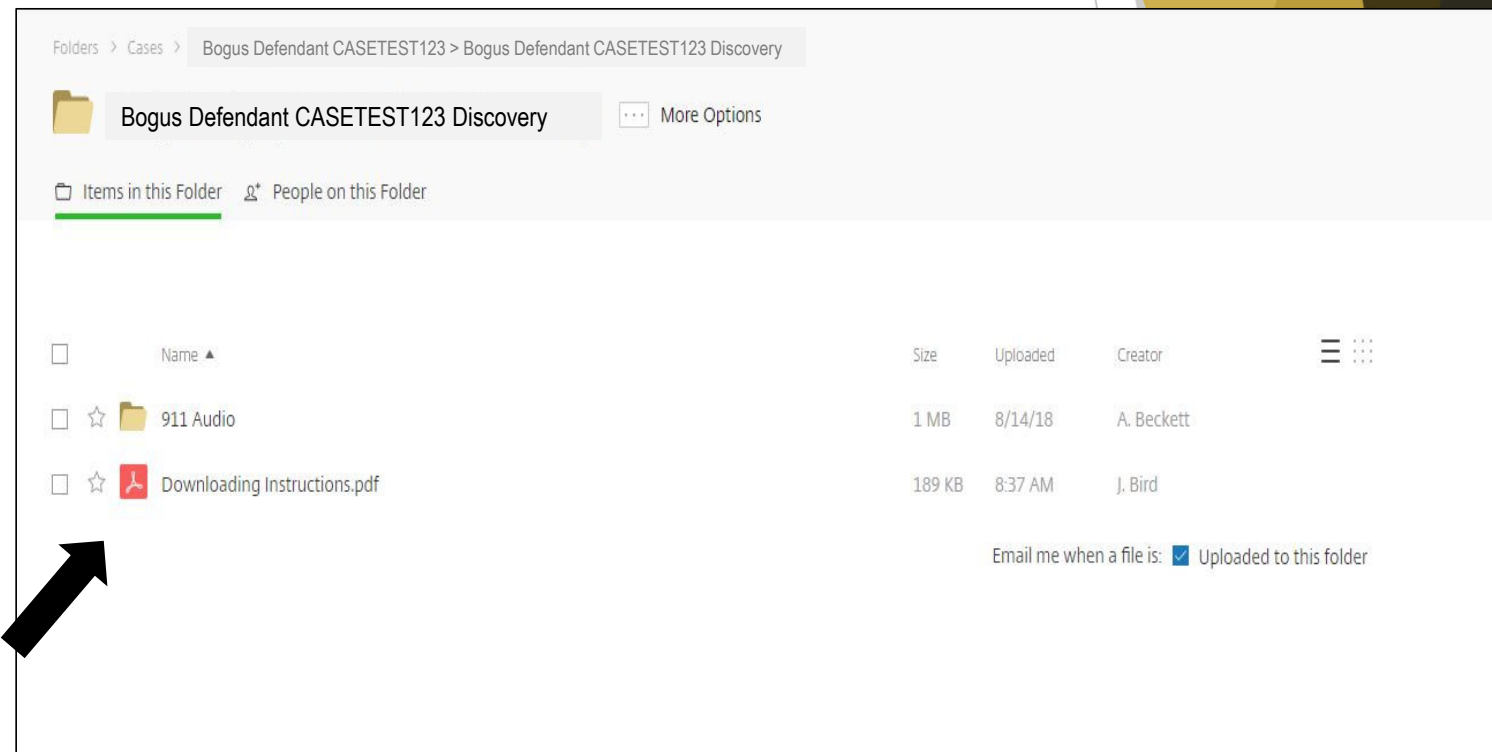 Folders > Cases > Bogus Defendant CASETEST123 > Bogus Defendant CASETEST123 Discovery
Bogus Defendant CASETEST123 Discovery ... More Options
Items in this Folder People on this Folder
Name ▲ Size Uploaded Creator
911 Audio 1 MB 8/14/18 A. Beckett
Downloading Instructions.pdf 189 KB 8:37 AM J. Bird
Email me when a file is: Uploaded to this folder